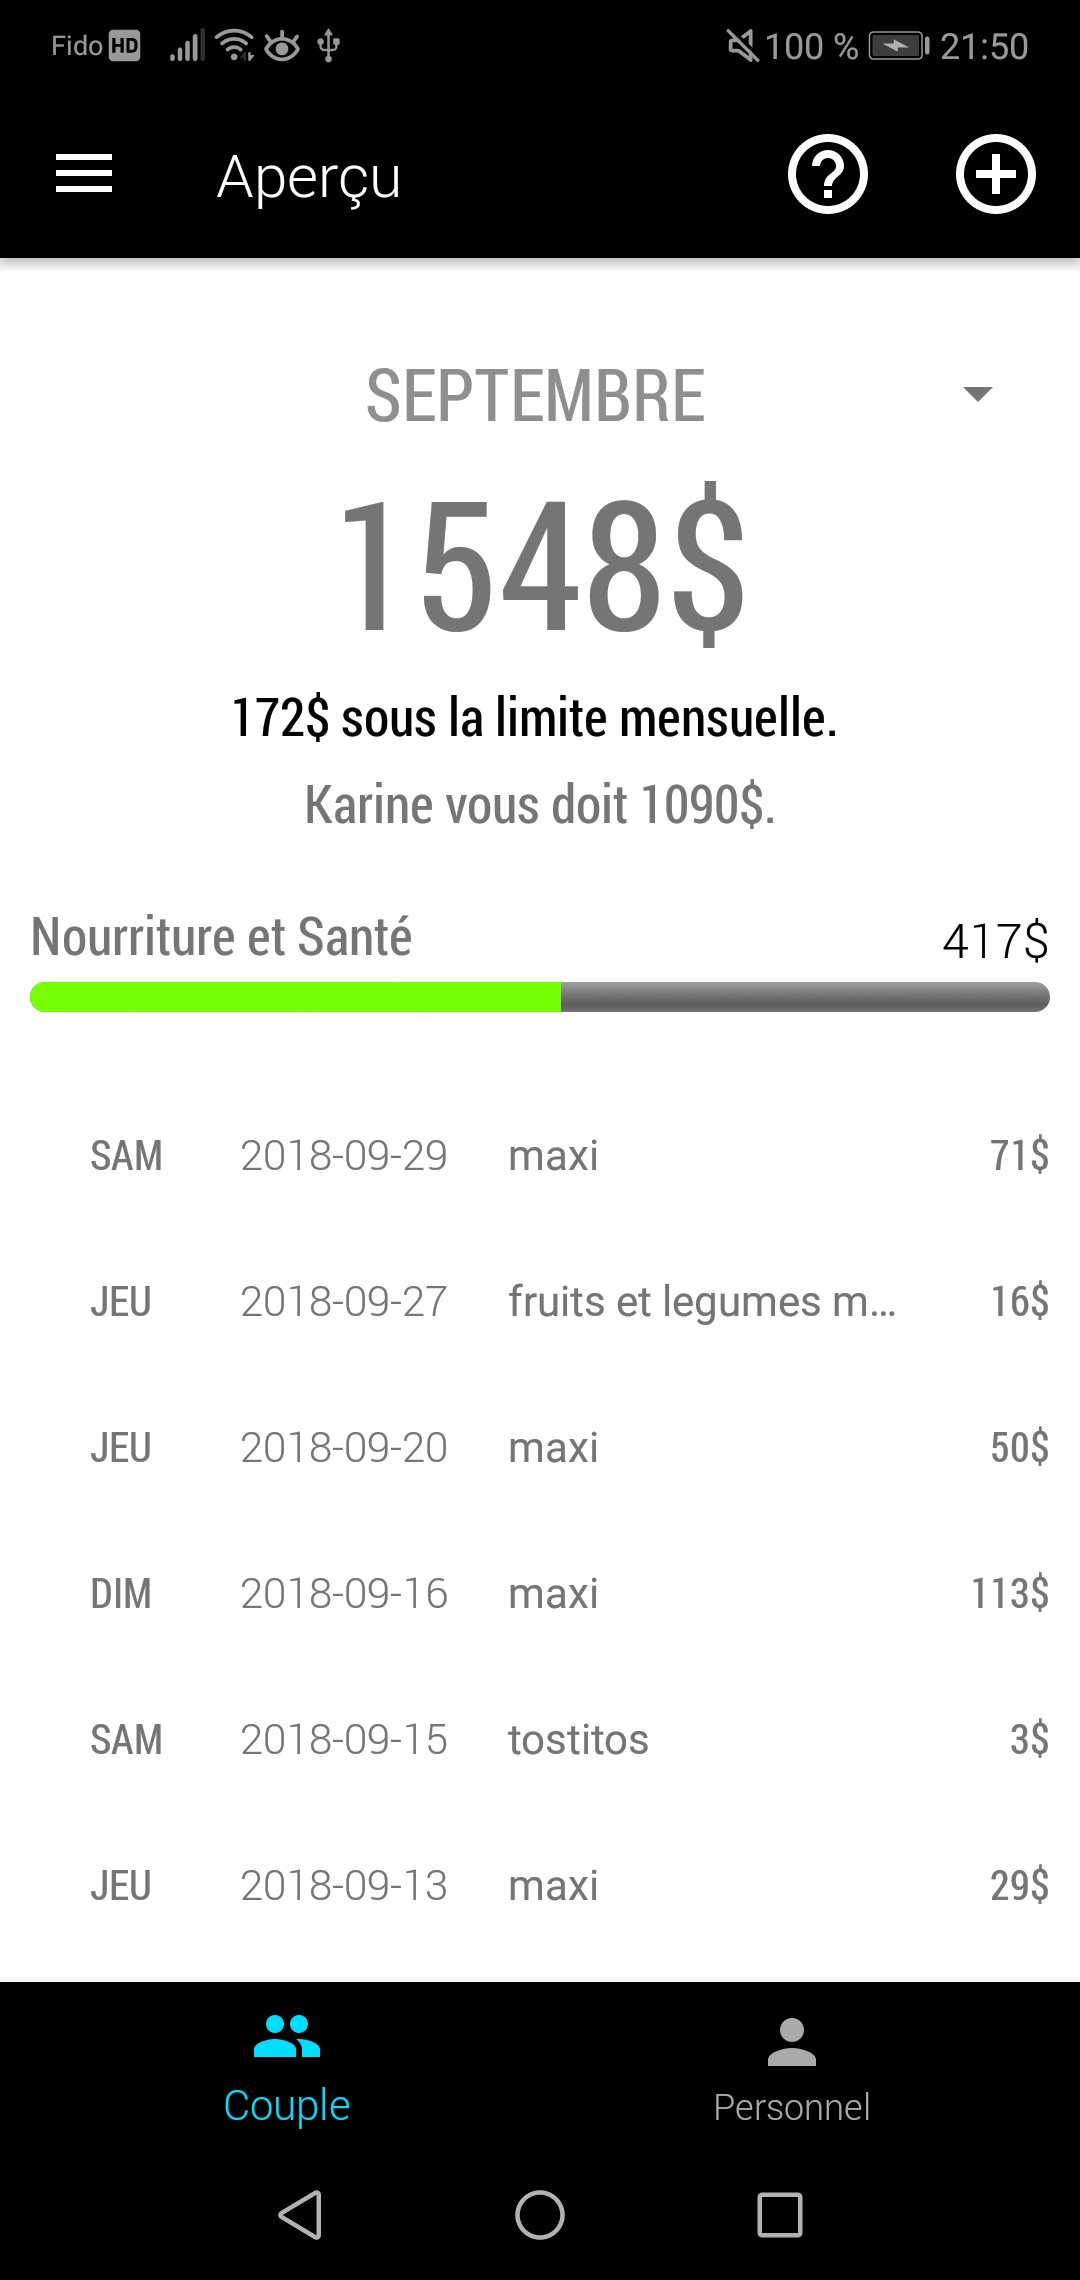 Fido HD 100 % 21:50
Aperçu
SEPTEMBRE
1548$
172$ sous la limite mensuelle.
Karine vous doit 1090$.
Nourriture et Santé 417$
SAM 2018-09-29 maxi 71$
JEU 2018-09-27 fruits et legumes m... 16$
JEU 2018-09-20 maxi 50$
DIM 2018-09-16 maxi 113$
SAM 2018-09-15 tostitos 3$
JEU 2018-09-13 maxi 29$
Couple Personnel